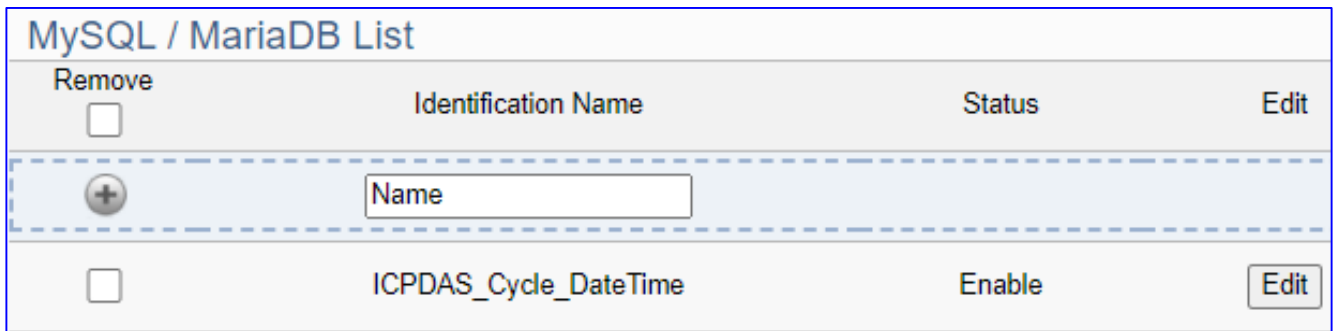 MySQL / MariaDB List
Remove Identification Name Status Edit
Name
ICPDAS_Cycle_DateTime Enable Edit